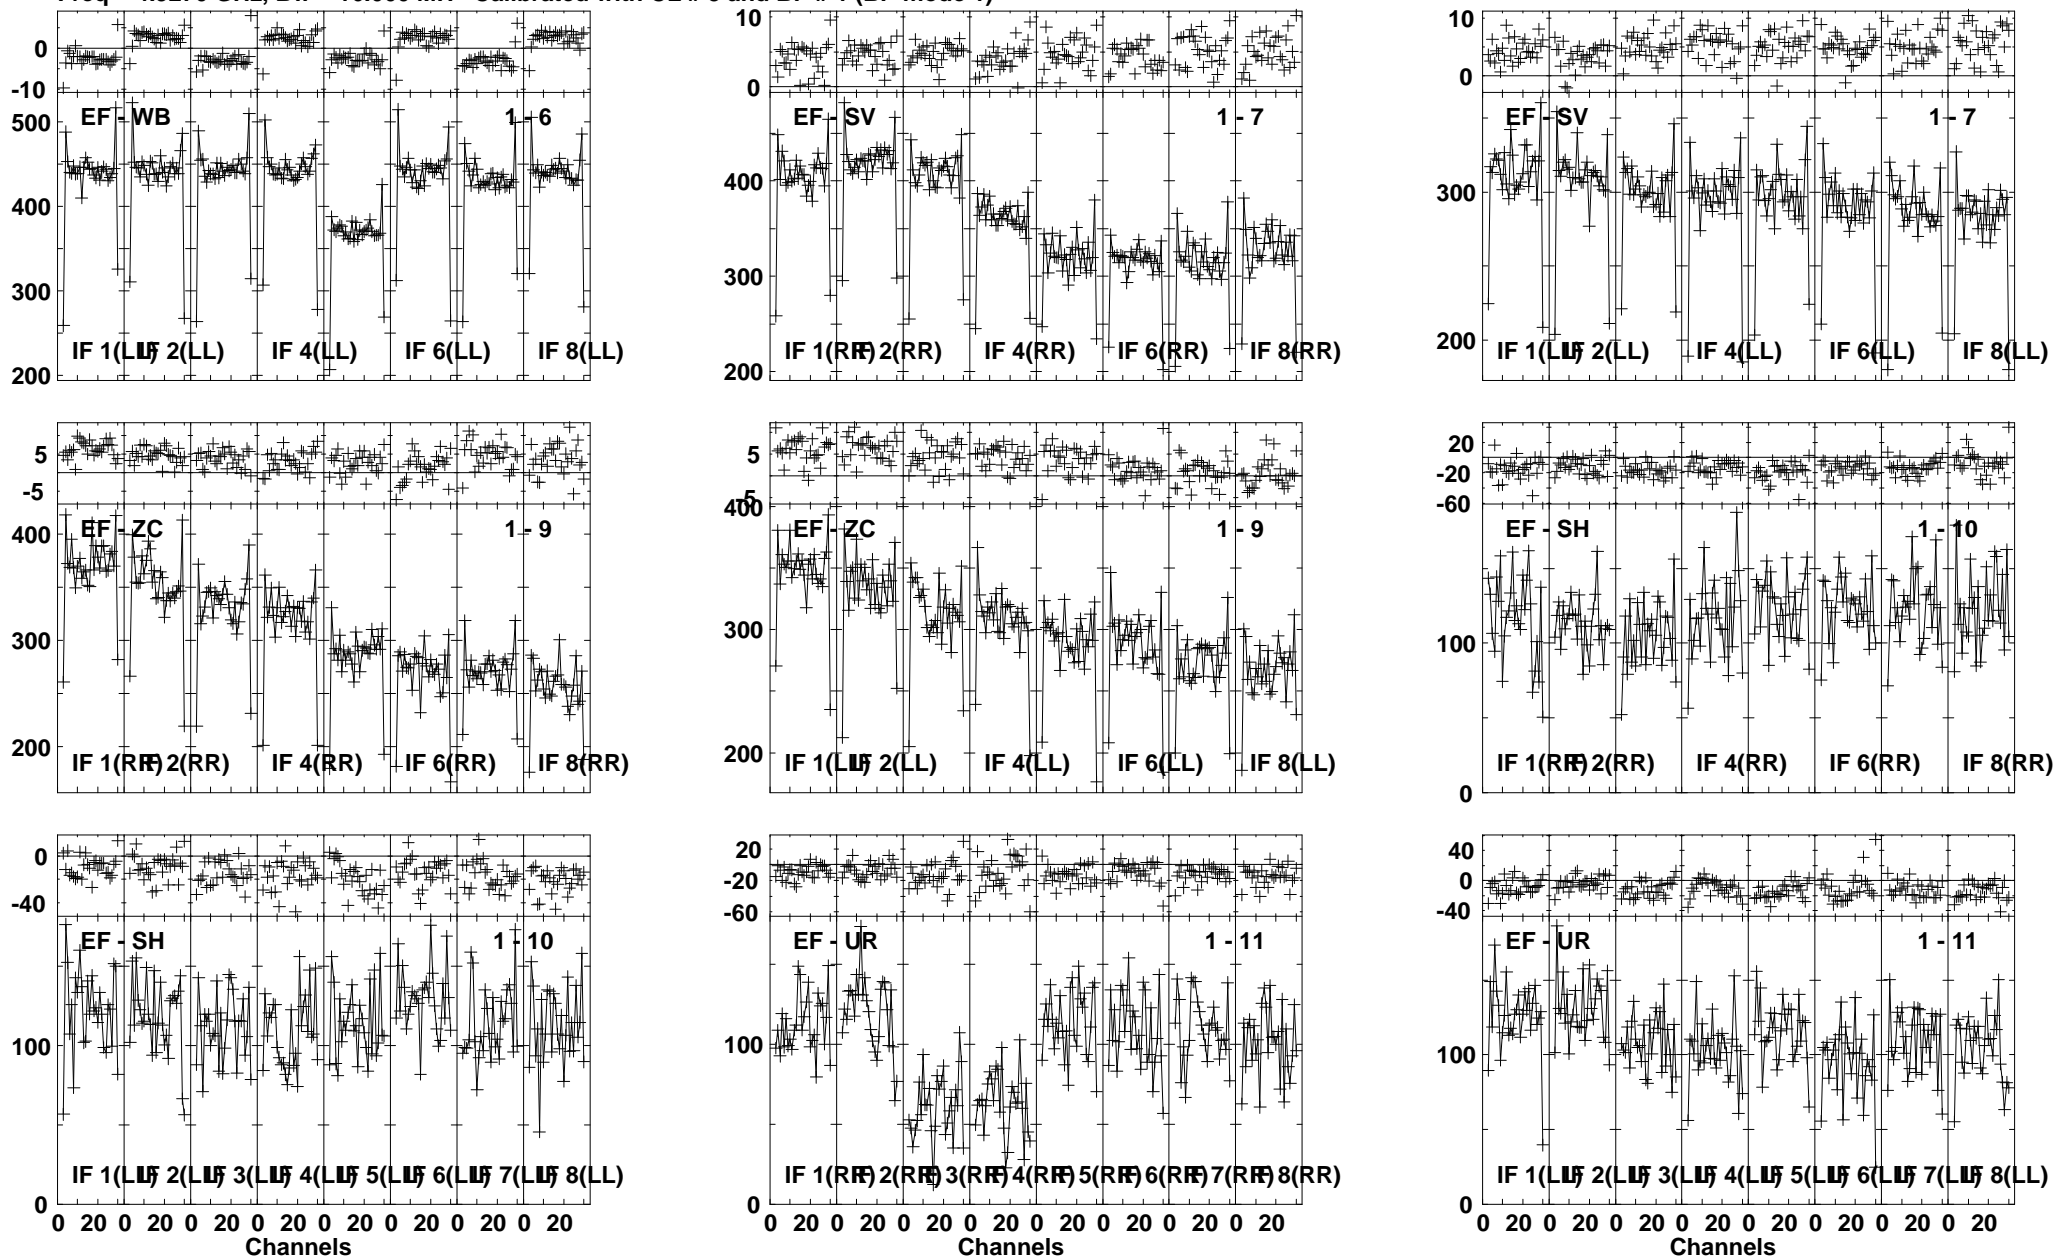 0
-10
500
400
300
200
EF - WB 1 - 6
IF 1(LL) IF 2(LL) IF 4(LL) IF 6(LL) IF 8(LL)
10
0
400
300
200
EF - SV 1 - 7
IF 1(RR) IF 2(RR) IF 4(RR) IF 6(RR) IF 8(RR)
10
0
300
200
EF - SV 1 - 7
IF 1(LL) IF 2(LL) IF 4(LL) IF 6(LL) IF 8(LL)
5
-5
400
300
200
EF - ZC 1 - 9
IF 1(RR) IF 2(RR) IF 4(RR) IF 6(RR) IF 8(RR)
5
-5
400
300
200
EF - ZC 1 - 9
IF 1(LL) IF 2(LL) IF 4(LL) IF 6(LL) IF 8(LL)
20
-20
-60
100
0
EF - SH 1 - 10
IF 1(RR) IF 2(RR) IF 4(RR) IF 6(RR) IF 8(RR)
0
-40
100
0
EF - SH 1 - 10
IF 1(LL) IF 2(LL) IF 3(LL) IF 4(LL) IF 5(LL) IF 6(LL) IF 7(LL) IF 8(LL)
0 20 0 20 0 20 0 20 0 20 0 20 0 20 0 20
Channels
20
-20
-60
100
0
EF - UR 1 - 11
IF 1(RR) IF 2(RR) IF 3(RR) IF 4(RR) IF 5(RR) IF 6(RR) IF 7(RR) IF 8(RR)
0 20 0 20 0 20 0 20 0 20 0 20 0 20 0 20
Channels
40
0
-40
100
0
EF - UR 1 - 11
IF 1(LL) IF 2(LL) IF 3(LL) IF 4(LL) IF 5(LL) IF 6(LL) IF 7(LL) IF 8(LL)
0 20 0 20 0 20 0 20 0 20 0 20 0 20 0 20
Channels